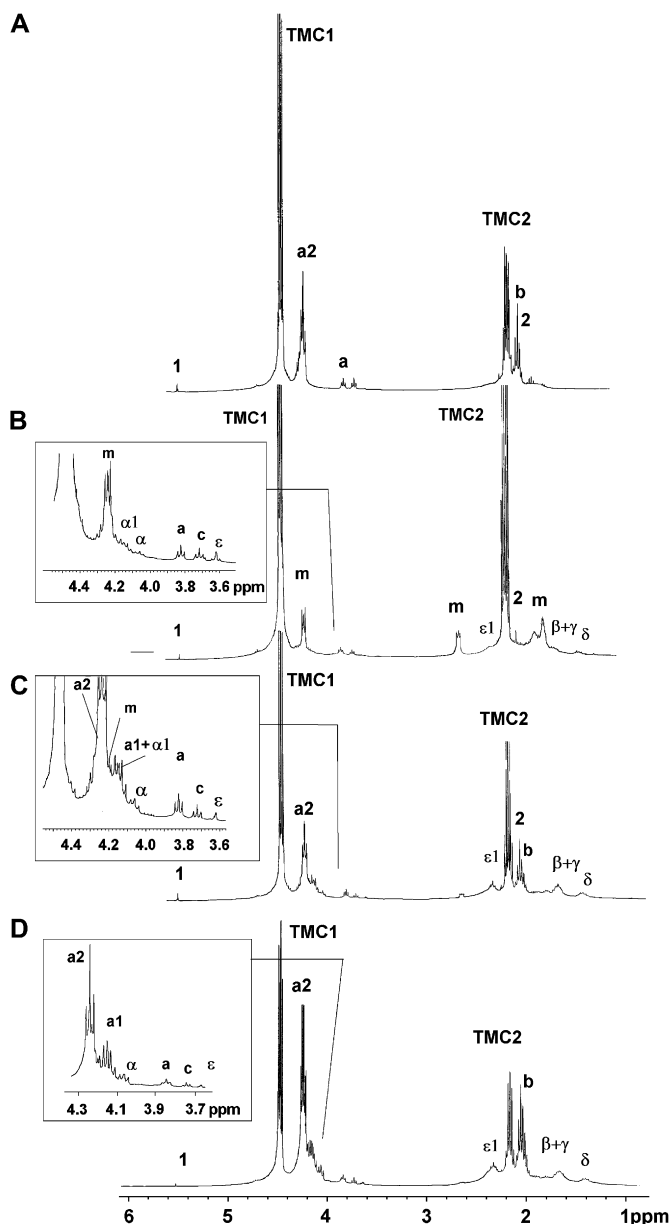 A
TMC1
TMC2
a2
b
2
1
a
B
TMC1
TMC2
m
α1
α
a
c
ε
4.4 4.2 4.0 3.8 3.6 ppm
m
m
2
m
ε1
β+γ
δ
1
C
TMC1
TMC2
a2
m
a1+α1
a
α
c
ε
4.4 4.2 4.0 3.8 3.6
a2
2
ε1
b
β+γ
δ
1
D
TMC1
TMC2
a2
a1
α
a
c
ε
4.3 4.1 3.9 3.7 ppm
a2
b
ε1
β+γ
δ
1
6 5 4 3 2 1ppm